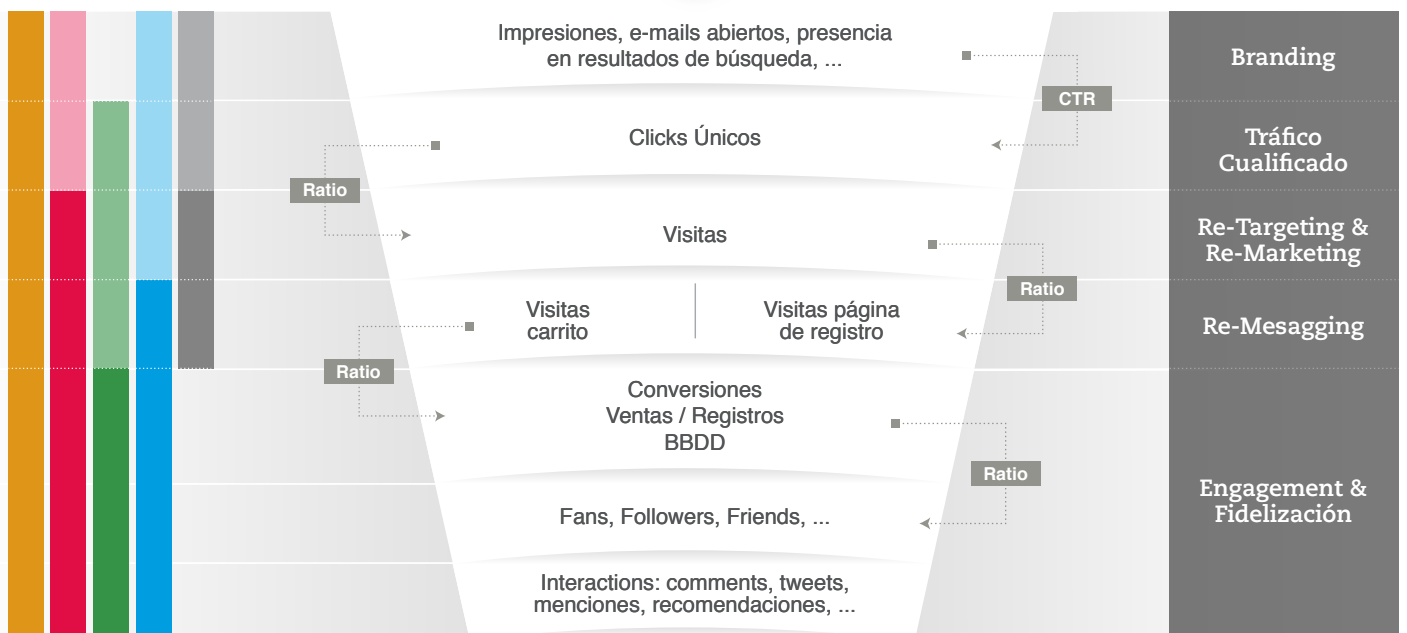 Impresiones, e-mails abiertos, presencia
en resultados de búsqueda, ...
Branding
CTR
Clicks Únicos
Tráfico
Cualificado
Ratio
Visitas
Re-Targeting &
Re-Marketing
Ratio
Visitas
carrito
Visitas página
de registro
Re-Mesagging
Ratio
Conversiones
Ventas / Registros
BBDD
Ratio
Engagement &
Fidelización
Fans, Followers, Friends, ...
Interactions: comments, tweets,
menciones, recomendaciones, ...